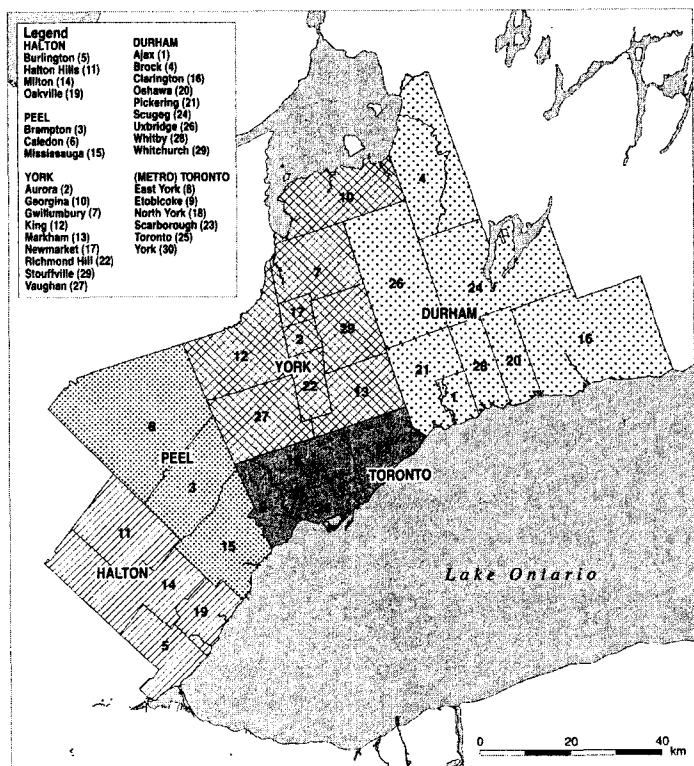 Legend
HALTON
Burlington (5)
Halton Hills (11)
Milton (14)
Oakville (19)
PEEL
Brampton (3)
Caledon (6)
Mississauga (15)
YORK
Aurora (2)
Georgina (10)
Gwillumbury (7)
King (12)
Markham (13)
Newmarket (17)
Richmond Hill (22)
Stouffville (29)
Vaughan (27)
DURHAM
Ajax (1)
Brock (4)
Clarington (16)
Oshawa (20)
Pickering (21)
Scugeg (24)
Uxbridge (26)
Whitby (28)
Whitchurch (29)
(METRO) TORONTO
East York (8)
Etobicoke (9)
North York (18)
Scarborough (23)
Toronto (25)
York (30)
4
10
7
26
24
DURHAM
17
2
29
12
YORK
22
13
27
21
28
20
16
1
6
PEEL
3
TORONTO
15
11
HALTON
14
19
5
Lake Ontario
0 20 40
km